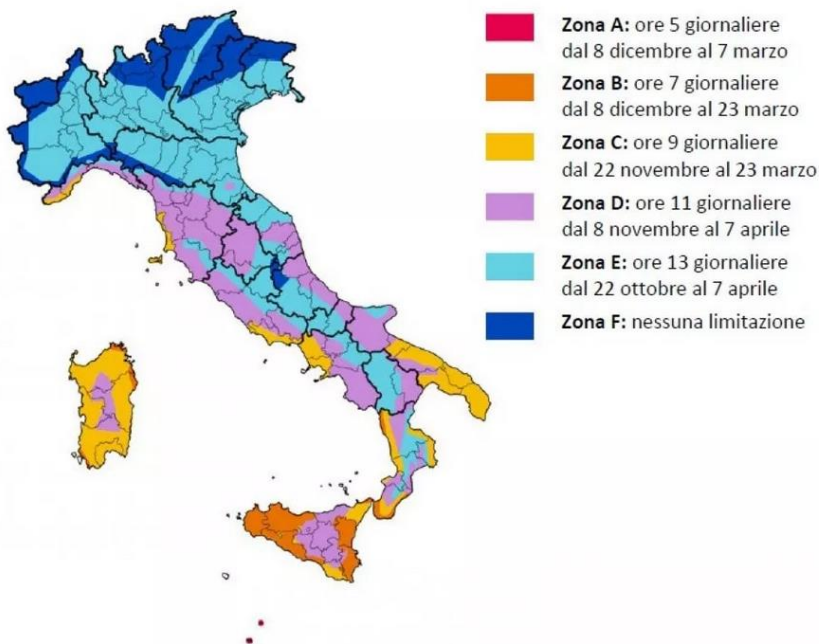 Zona A: ore 5 giornaliere
dal 8 dicembre al 7 marzo
Zona B: ore 7 giornaliere
dal 8 dicembre al 23 marzo
Zona C: ore 9 giornaliere
dal 22 novembre al 23 marzo
Zona D: ore 11 giornaliere
dal 8 novembre al 7 aprile
Zona E: ore 13 giornaliere
dal 22 ottobre al 7 aprile
Zona F: nessuna limitazione